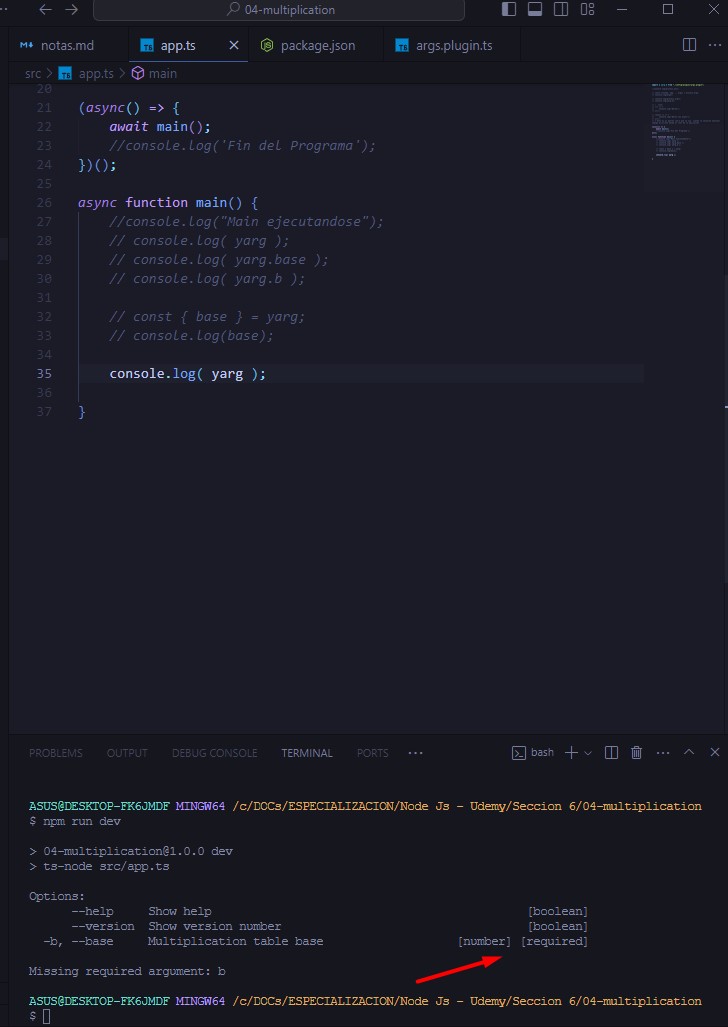 04-multiplication
notas.md
TS app.ts
package.json
TS args.plugin.ts
src > TS app.ts > main
20
21 (async() => {
22 await main();
23 //console.log('Fin del Programa');
24 })();
25
26 async function main() {
27 //console.log("Main ejecutandose");
28 // console.log( yarg );
29 // console.log( yarg.base );
30 // console.log( yarg.b );
31
32 // const { base } = yarg;
33 // console.log(base);
34
35 console.log( yarg );
36
37 }
PROBLEMS OUTPUT DEBUG CONSOLE TERMINAL PORTS ··· bash
ASUS@DESKTOP-FK6JMDF MINGW64 /c/DOCs/ESPECIALIZACION/Node Js - Udemy/Seccion 6/04-multiplication
$ npm run dev
> 04-multiplication@1.0.0 dev
> ts-node src/app.ts
Options:
--help Show help [boolean]
--version Show version number [boolean]
-b, --base Multiplication table base [number] [required]
Missing required argument: b
ASUS@DESKTOP-FK6JMDF MINGW64 /c/DOCs/ESPECIALIZACION/Node Js - Udemy/Seccion 6/04-multiplication
$